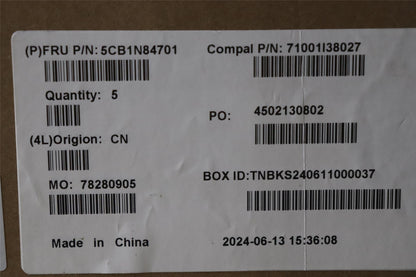 (P)FRU P/N: 5CB1N84701
Compal P/N: 71001I38027
Quantity: 5
PO: 4502130802
(4L)Origion: CN
MO: 78280905
BOX ID:TNBKS240611000037
Made in China
2024-06-13 15:36:08